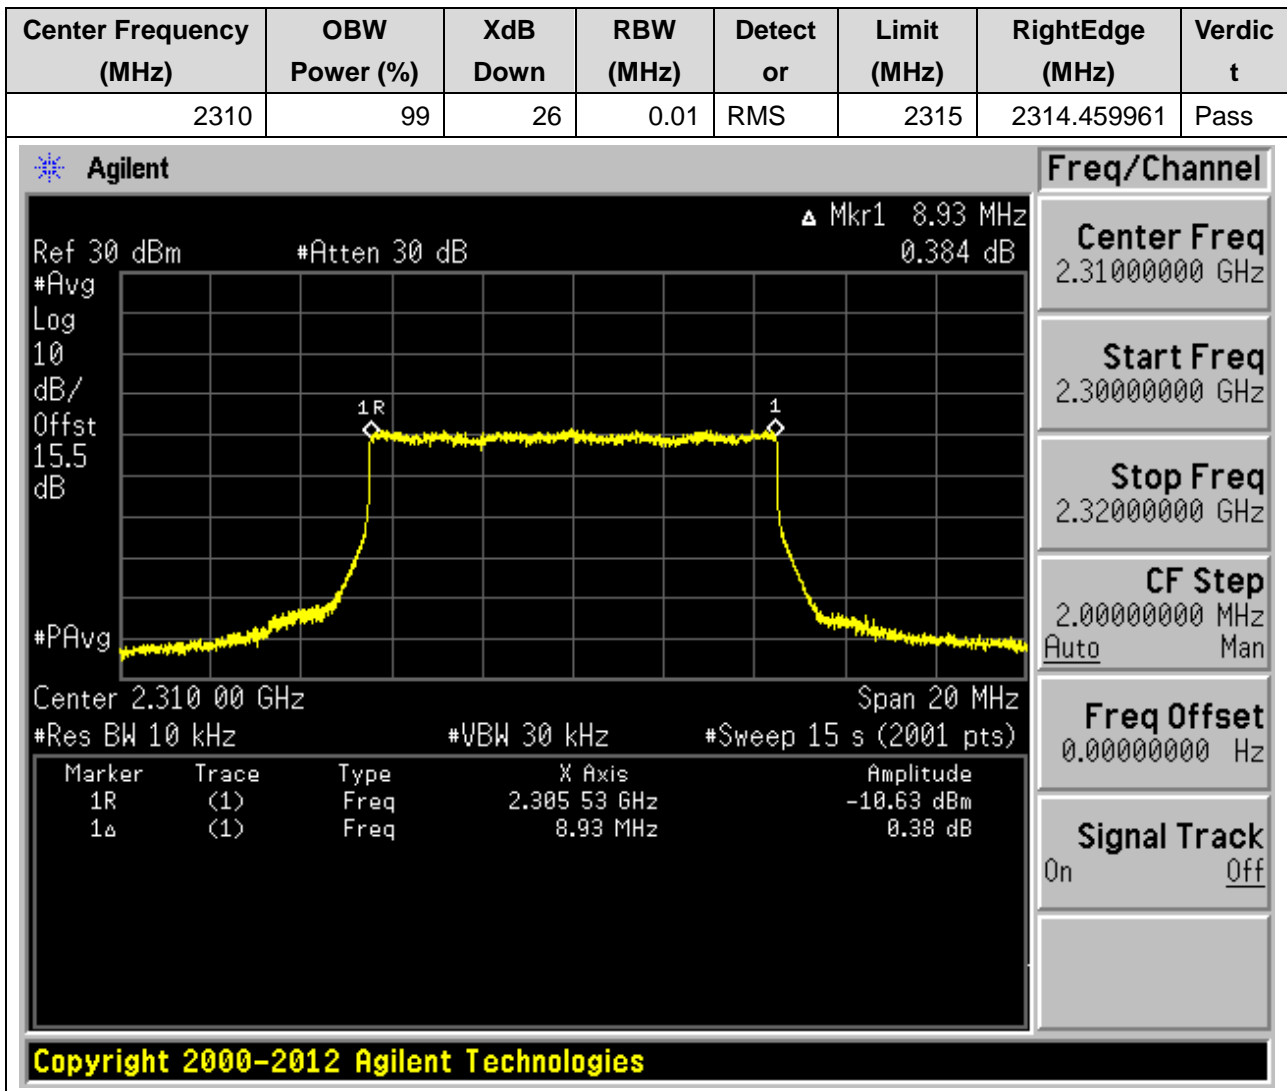 Center Frequency (MHz) OBW Power (%) XdB Down RBW (MHz) Detect or Limit (MHz) RightEdge (MHz) Verdic t
2310 99 26 0.01 RMS 2315 2314.459961 Pass
Agilent Freq/Channel
Δ Mkr1 8.93 MHz
Ref 30 dBm #Atten 30 dB 0.384 dB
#Avg
Log
10
dB/
Offst
15.5
dB
1R 1
#PAvg
Center 2.310 00 GHz Span 20 MHz
#Res BW 10 kHz #VBW 30 kHz #Sweep 15 s (2001 pts)
Marker Trace Type X Axis Amplitude
1R (1) Freq 2.305 53 GHz -10.63 dBm
1Δ (1) Freq 8.93 MHz 0.38 dB
Center Freq
2.31000000 GHz
Start Freq
2.30000000 GHz
Stop Freq
2.32000000 GHz
CF Step
2.00000000 MHz
Auto Man
Freq Offset
0.00000000 Hz
Signal Track
On Off
Copyright 2000-2012 Agilent Technologies